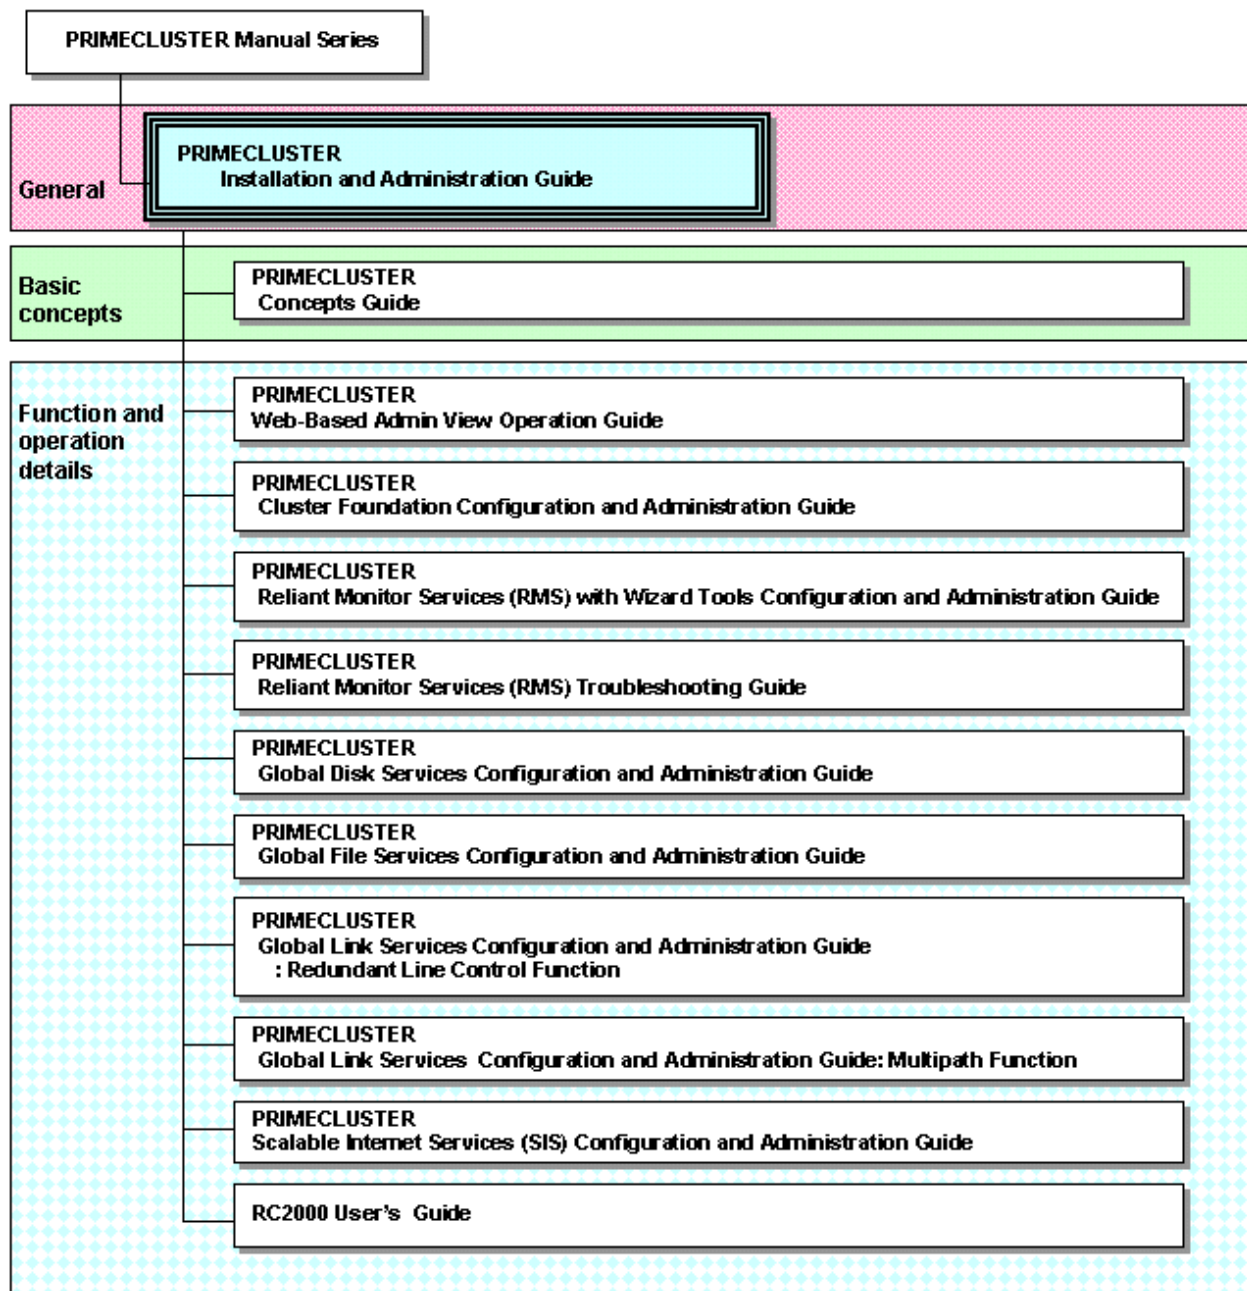 PRIMECLUSTER Manual Series
General
PRIMECLUSTER
Installation and Administration Guide
Basic
concepts
PRIMECLUSTER
Concepts Guide
Function and
operation
details
PRIMECLUSTER
Web-Based Admin View Operation Guide
PRIMECLUSTER
Cluster Foundation Configuration and Administration Guide
PRIMECLUSTER
Reliant Monitor Services (RMS) with Wizard Tools Configuration and Administration Guide
PRIMECLUSTER
Reliant Monitor Services (RMS) Troubleshooting Guide
PRIMECLUSTER
Global Disk Services Configuration and Administration Guide
PRIMECLUSTER
Global File Services Configuration and Administration Guide
PRIMECLUSTER
Global Link Services Configuration and Administration Guide
: Redundant Line Control Function
PRIMECLUSTER
Global Link Services Configuration and Administration Guide: Multipath Function
PRIMECLUSTER
Scalable Internet Services (SIS) Configuration and Administration Guide
RC2000 User's Guide